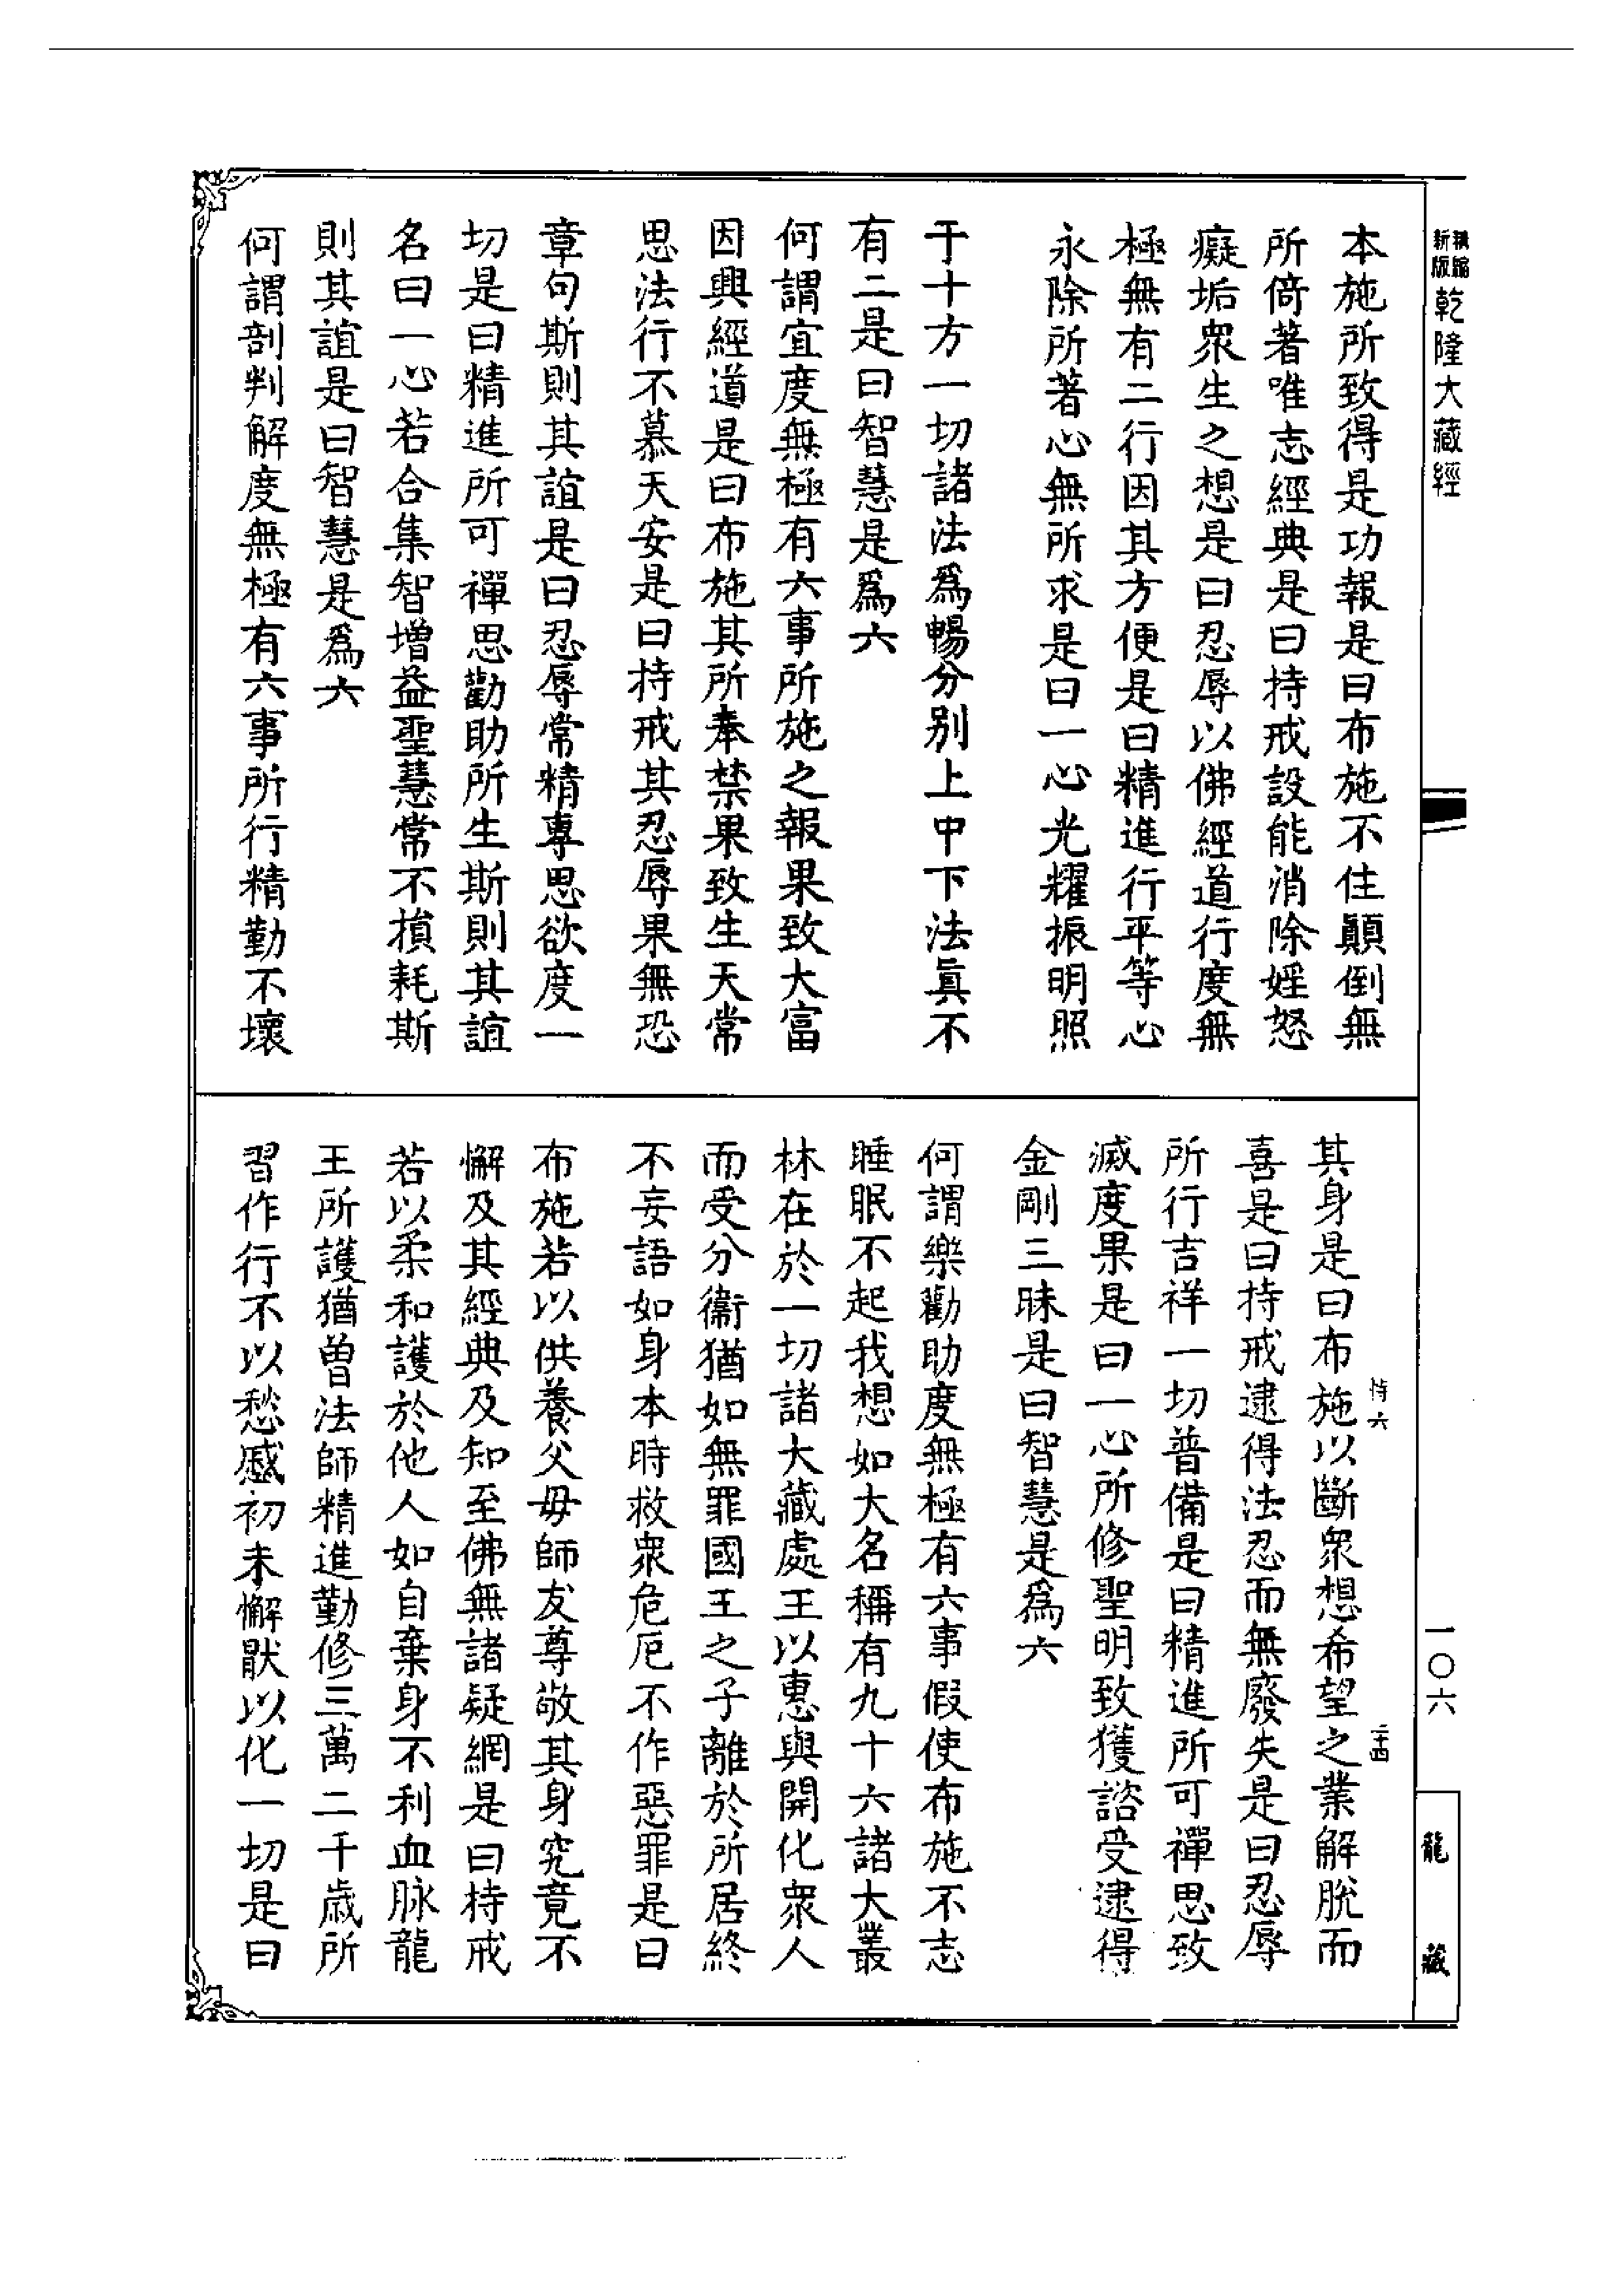 精縮新版乾隆大藏經
本施所致得是功報是曰布施不住顛倒無
所倚著唯志經典是曰持戒設能消除婬怒
癡垢衆生之想是曰忍辱以佛經道行度無
極無有二行因其方便是曰精進行平等心
永除所著心無所求是曰一心光耀振明照
于十方一切諸法爲暢分别上中下法眞不
有二是曰智慧是爲六
何謂宜度無極有六事所施之報果致大富
因興經道是曰布施其所奉禁果致生天常
思法行不慕天安是曰持戒其忍辱果無恐
章句斯則其誼是曰忍辱常精專思欲度一
切是曰精進所可禪思勸助所生斯則其誼
名曰一心若合集智增益聖慧常不損耗斯
則其誼是曰智慧是爲六
何謂剖判解度無極有六事所行精勤不壞
其身是曰布施以斷衆想希望之業解脫而
喜是曰持戒逮得法忍而無廢失是曰忍辱
所行吉祥一切普備是曰精進所可禪思致
滅度果是曰一心所修聖明致獲諮受逮得
金剛三昧是曰智慧是爲六
何謂樂勸助度無極有六事假使布施不志
睡眠不起我想如大名稱有九十六諸大叢
林在於一切諸大藏處王以惠與開化衆人
而受分衞猶如無罪國王之子離於所居終
不妄語如身本時救衆危厄不作惡罪是曰
布施若以供養父母師友尊敬其身究竟不
懈及其經典及知至佛無諸疑網是曰持戒
若以柔和護於他人如自棄身不利血脉龍
王所護猶曾法師精進勤修三萬二千歲所
習作行不以愁慼初未懈猒以化一切是曰
恃六
二十四
一〇六
龍藏